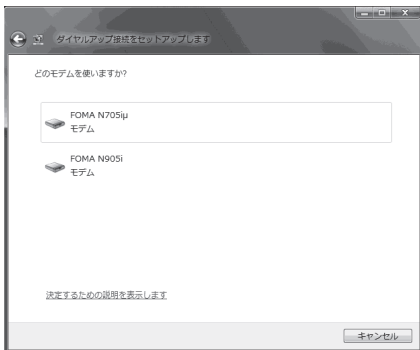 ダイヤルアップ接続をセットアップします
どのモデムを使いますか?
FOMA N705iμ
モデム
FOMA N905i
モデム
決定するための説明を表示します
キャンセル